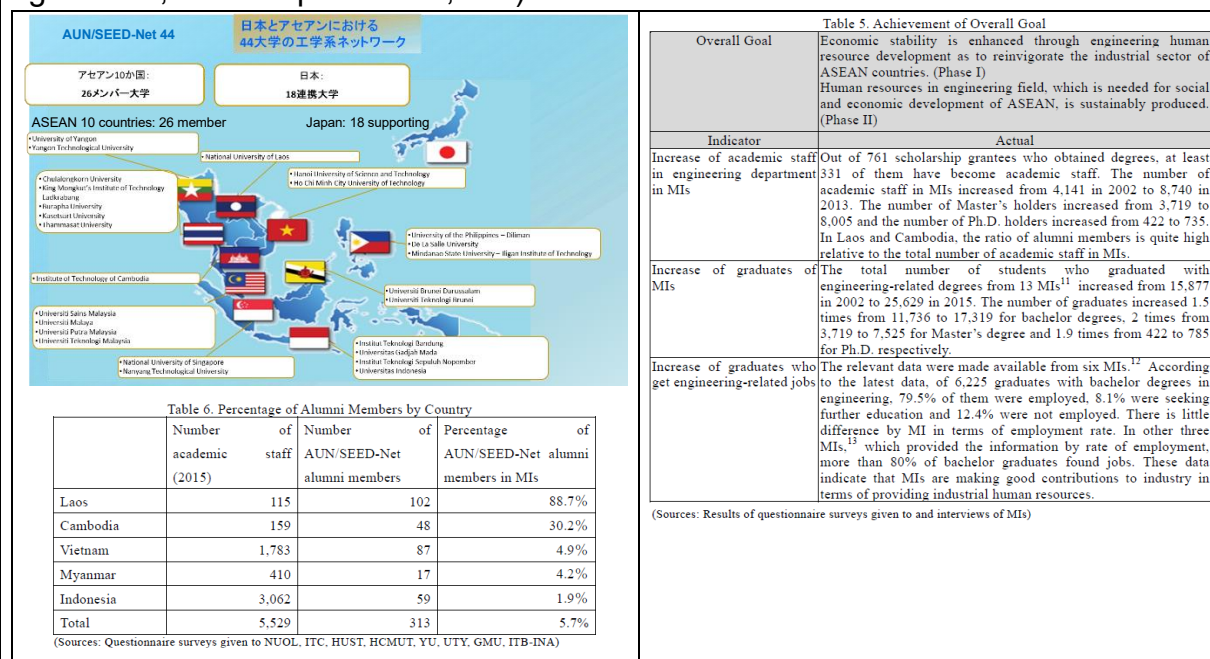 AUN/SEED-Net 44
日本とアセアンにおける
44大学の工学系ネットワーク
アセアン10か国：
26メンバー大学
日本：
18連携大学
ASEAN 10 countries: 26 member
Japan: 18 supporting
•University of Yangon
•Yangon Technological University
•National University of Laos
•Hanoi University of Science and Technology
•Ho Chi Minh City University of Technology
•Chulalongkorn University
•King Mongkut's Institute of Technology
Ladkrabang
•Burapha University
•Kasetsart University
•Thammasat University
•University of the Philippines – Diliman
•De La Salle University
•Mindanao State University – Iligan Institute of Technology
•Institute of Technology of Cambodia
•Universiti Brunei Darussalam
•Universiti Teknologi Brunei
•Universiti Sains Malaysia
•Universiti Malaya
•Universiti Putra Malaysia
•Universiti Teknologi Malaysia
•National University of Singapore
•Nanyang Technological University
•Institut Teknologi Bandung
•Universitas Gadjah Mada
•Institut Teknologi Sepuluh Nopember
•Universitas Indonesia
Table 6. Percentage of Alumni Members by Country
Number of academic staff (2015) Number of AUN/SEED-Net alumni members Percentage of AUN/SEED-Net alumni members in MIs
Laos 115 102 88.7%
Cambodia 159 48 30.2%
Vietnam 1,783 87 4.9%
Myanmar 410 17 4.2%
Indonesia 3,062 59 1.9%
Total 5,529 313 5.7%
(Sources: Questionnaire surveys given to NUOL, ITC, HUST, HCMUT, YU, UTY, GMU, ITB-INA)
Table 5. Achievement of Overall Goal
Overall Goal
Economic stability is enhanced through engineering human
resource development as to reinvigorate the industrial sector of
ASEAN countries. (Phase I)
Human resources in engineering field, which is needed for social
and economic development of ASEAN, is sustainably produced.
(Phase II)
Indicator Actual
Increase of academic staff
in engineering department
in MIs
Out of 761 scholarship grantees who obtained degrees, at least
331 of them have become academic staff. The number of
academic staff in MIs increased from 4,141 in 2002 to 8,740 in
2013. The number of Master's holders increased from 3,719 to
8,005 and the number of Ph.D. holders increased from 422 to 735.
In Laos and Cambodia, the ratio of alumni members is quite high
relative to the total number of academic staff in MIs.
Increase of graduates of
MIs
The total number of students who graduated with
engineering-related degrees from 13 MIs11 increased from 15,877
in 2002 to 25,629 in 2015. The number of graduates increased 1.5
times from 11,736 to 17,319 for bachelor degrees, 2 times from
3,719 to 7,525 for Master's degree and 1.9 times from 422 to 785
for Ph.D. respectively.
Increase of graduates who
get engineering-related jobs
The relevant data were made available from six MIs.12 According
to the latest data, of 6,225 graduates with bachelor degrees in
engineering, 79.5% of them were employed, 8.1% were seeking
further education and 12.4% were not employed. There is little
difference by MI in terms of employment rate. In other three
MIs,13 which provided the information by rate of employment,
more than 80% of bachelor graduates found jobs. These data
indicate that MIs are making good contributions to industry in
terms of providing industrial human resources.
(Sources: Results of questionnaire surveys given to and interviews of MIs)